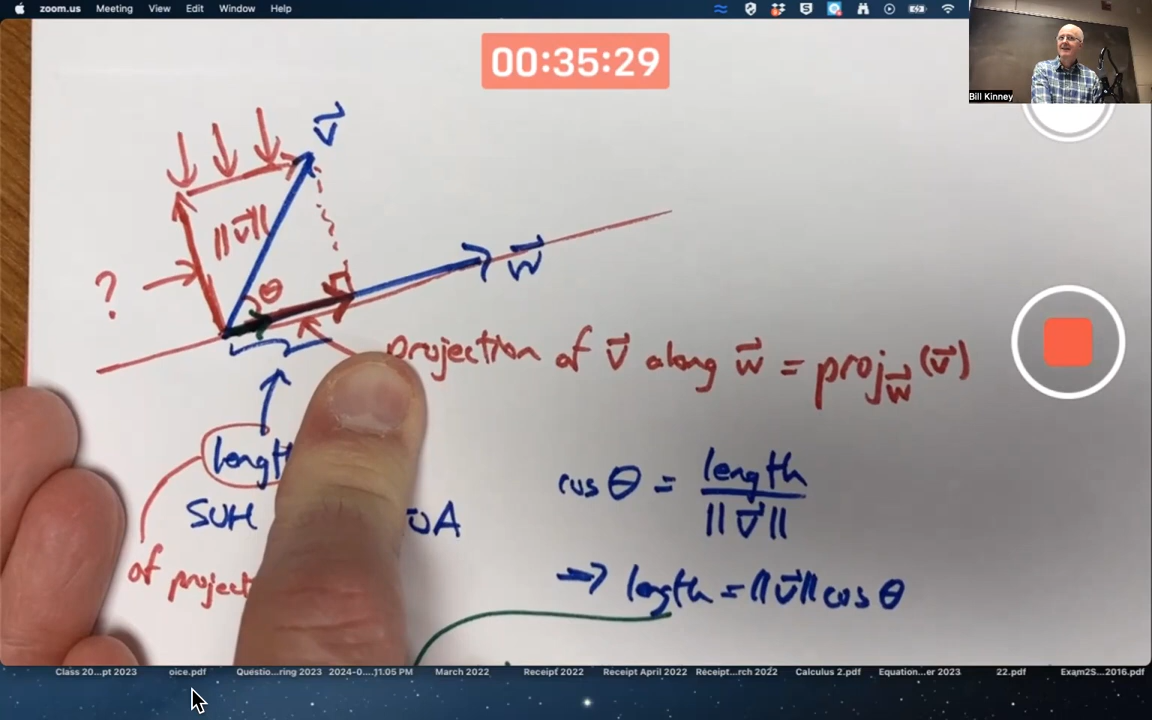 zoom.us Meeting View Edit Window Help
00:35:29
Bill Kinney
v⃗
||v⃗||
θ
w⃗
?
projection of v⃗ along w⃗ = proj_w⃗(v⃗)
length
cos θ = length / ||v⃗||
SOH
OA
of project
⇒ length = ||v⃗|| cos θ
Class 20...pt 2023 oice.pdf Questio...ring 2023 2024-0....11.05 PM March 2022 Receipt 2022 Receipt April 2022 Receipt...rch 2022 Calculus 2.pdf Equation...er 2023 22.pdf Exam2S...2016.pdf